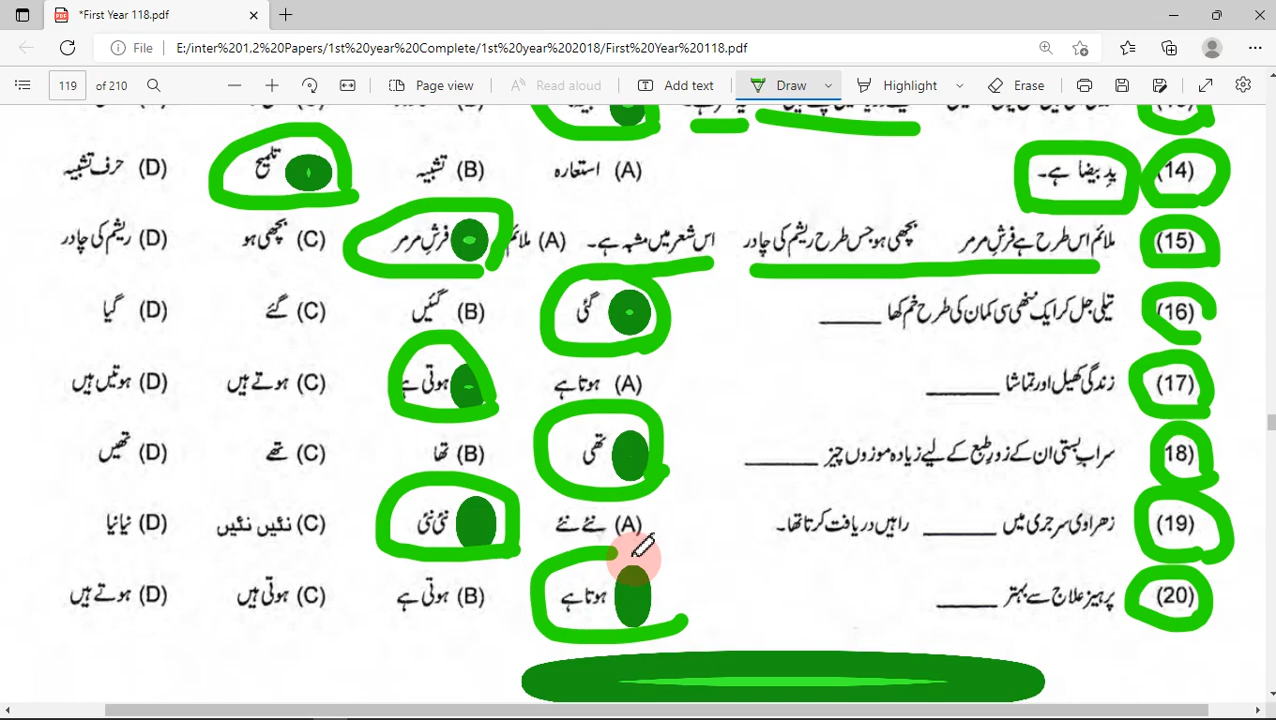 *First Year 118.pdf
File E:/inter%201,2%20Papers/1st%20year%20Complete/1st%20year%202018/First%20Year%20118.pdf
119 of 210 Page view Read aloud Add text Draw Highlight Erase
(14) یدِ بیضا ہے۔ (A) استعارہ (B) تشبیہ تلمیح (D) حرف تشبیہ
(15) ملائم اس طرح ہے فرشِ مرمر بچھی ہو جس طرح ریشم کی چادر اس شعر میں مشبہ ہے۔ (A) ملائم فرشِ مرمر (C) بچھی ہو (D) ریشم کی چادر
(16) تیلی جل کر ایک ننھی سی کمان کی طرح خم کھا ______ گئی (B) گئیں (C) گئے (D) گیا
(17) زندگی کھیل اور تماشا ______ (A) ہوتا ہے ہوتی ہے (C) ہوتے ہیں (D) ہوتیں ہیں
18) سراب ہستی ان کے زورِ طبع کے لیے زیادہ موزوں چیز ______ تھی (B) تھا (C) تھے (D) تھیں
(19) زھراوی سرجری میں ______ راہیں دریافت کرتا تھا۔ (A) نئے نئے نئی نئی (C) نئیں نئیں (D) نیا نیا
(20) پرہیز علاج سے بہتر ______ ہوتا ہے (B) ہوتی ہے (C) ہوتی ہیں (D) ہوتے ہیں